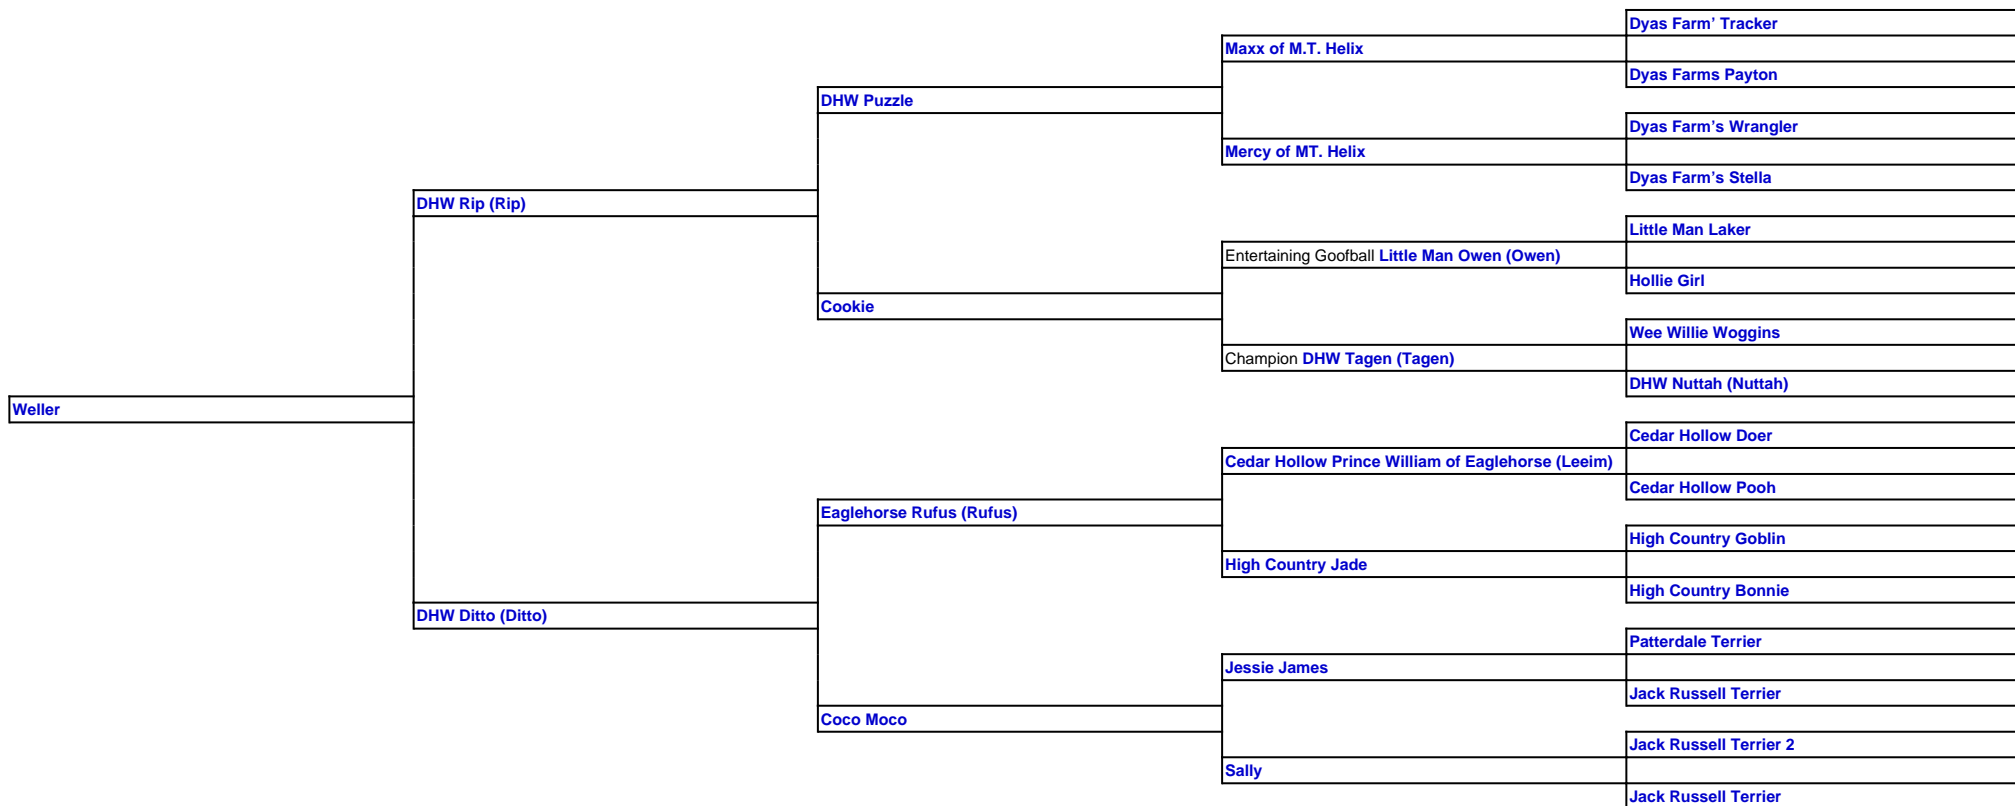 Dyas Farm’ Tracker
Maxx of M.T. Helix
Dyas Farms Payton
DHW Puzzle
Dyas Farm’s Wrangler
Mercy of MT. Helix
Dyas Farm’s Stella
DHW Rip (Rip)
Little Man Laker
Entertaining Goofball Little Man Owen (Owen)
Hollie Girl
Cookie
Wee Willie Woggins
Champion DHW Tagen (Tagen)
DHW Nuttah (Nuttah)
Weller
Cedar Hollow Doer
Cedar Hollow Prince William of Eaglehorse (Leeim)
Cedar Hollow Pooh
Eaglehorse Rufus (Rufus)
High Country Goblin
High Country Jade
High Country Bonnie
DHW Ditto (Ditto)
Patterdale Terrier
Jessie James
Jack Russell Terrier
Coco Moco
Jack Russell Terrier 2
Sally
Jack Russell Terrier